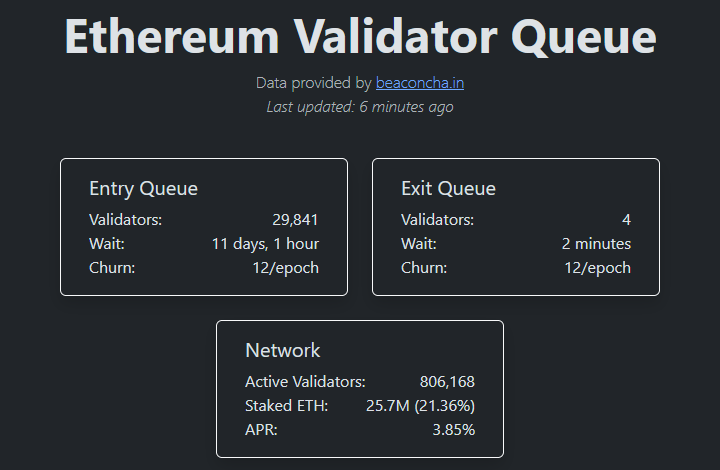 Ethereum Validator Queue
Data provided by beaconcha.in
Last updated: 6 minutes ago
Entry Queue
Validators: 29,841
Wait: 11 days, 1 hour
Churn: 12/epoch
Exit Queue
Validators: 4
Wait: 2 minutes
Churn: 12/epoch
Network
Active Validators: 806,168
Staked ETH: 25.7M (21.36%)
APR: 3.85%